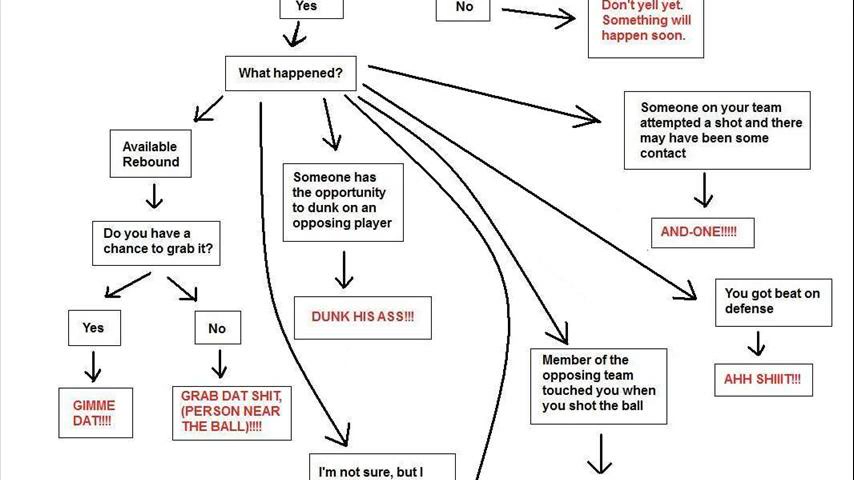 Yes
No
Don't yell yet.
Something will
happen soon.
What happened?
Someone on your team
attempted a shot and there
may have been some
contact
Available
Rebound
Someone has
the opportunity
to dunk on an
opposing player
Do you have a
chance to grab it?
AND-ONE!!!!!
You got beat on
defense
DUNK HIS ASS!!!
Yes
No
Member of the
opposing team
touched you when
you shot the ball
AHH SHIIIT!!!
GIMME
DAT!!!!
GRAB DAT SHIT,
(PERSON NEAR
THE BALL)!!!!
I'm not sure, but I